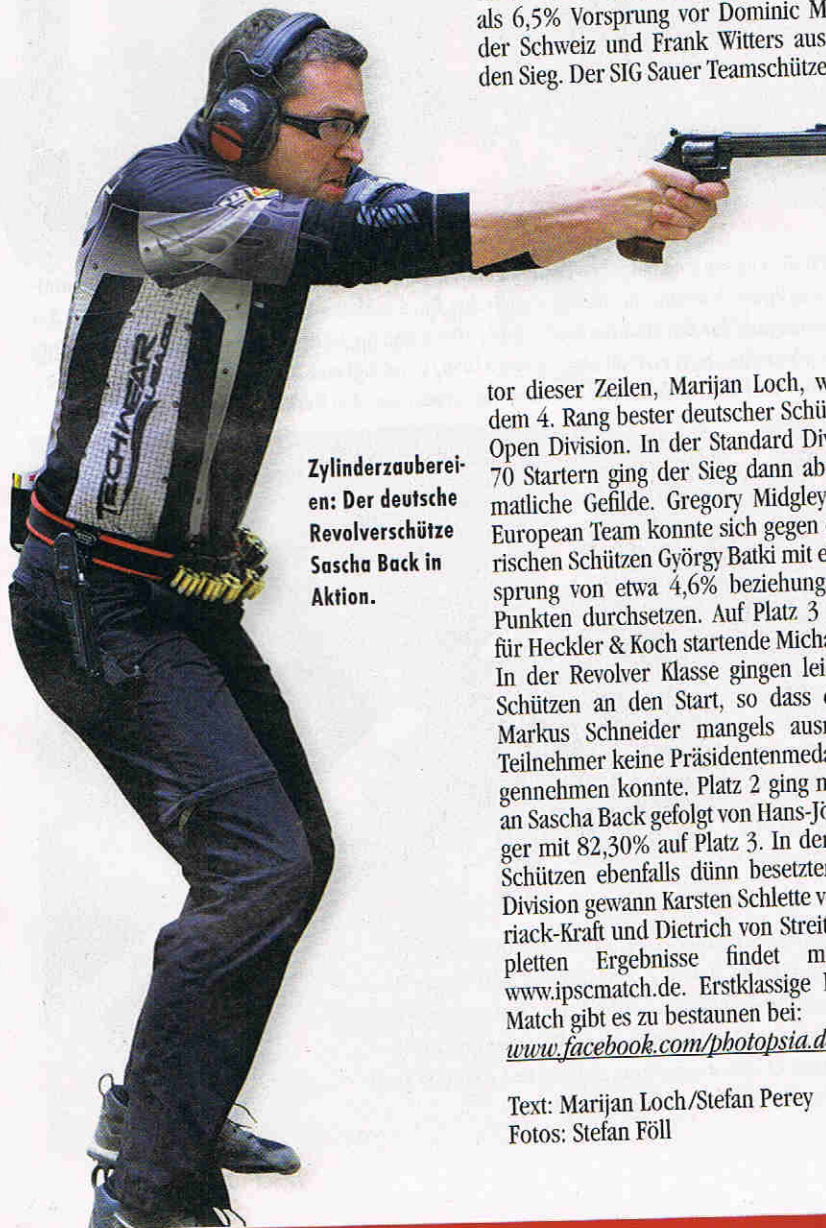 als 6,5% Vorsprung vor Dominic M
der Schweiz und Frank Witters aus
den Sieg. Der SIG Sauer Teamschütze
Zylinderzauberei-
en: Der deutsche
Revolverschütze
Sascha Back in
Aktion.
tor dieser Zeilen, Marijan Loch, w
dem 4. Rang bester deutscher Schü
Open Division. In der Standard Div
70 Startern ging der Sieg dann ab
matliche Gefilde. Gregory Midgley
European Team konnte sich gegen
rischen Schützen György Batki mit e
sprung von etwa 4,6% beziehung
Punkten durchsetzen. Auf Platz 3
für Heckler & Koch startende Micha
In der Revolver Klasse gingen lei
Schützen an den Start, so dass
Markus Schneider mangels ausr
Teilnehmer keine Präsidentenmeda
gennehmen konnte. Platz 2 ging n
an Sascha Back gefolgt von Hans-Jö
ger mit 82,30% auf Platz 3. In der
Schützen ebenfalls dünn besetzter
Division gewann Karsten Schlette v
riack-Kraft und Dietrich von Streit
pletten Ergebnisse findet m
www.ipscmatch.de. Erstklassige
Match gibt es zu bestaunen bei:
www.facebook.com/photopsia.d
Text: Marijan Loch/Stefan Perey
Fotos: Stefan Föll
TECHWEAR
USA.COM